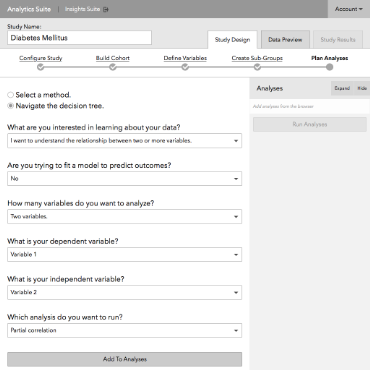 Analytics Suite
Insights Suite
Account
Study Name:
Diabetes Mellitus
Study Design
Data Preview
Study Results
Configure Study
Build Cohort
Define Variables
Create Sub-Groups
Plan Analyses
Select a method.
Navigate the decision tree.
What are you interested in learning about your data?
I want to understand the relationship between two or more variables.
Are you trying to fit a model to predict outcomes?
No
How many variables do you want to analyze?
Two variables.
What is your dependent variable?
Variable 1
What is your independent variable?
Variable 2
Which analysis do you want to run?
Partial correlation
Add To Analyses
Analyses
Expand
Hide
Add analyses from the browser
Run Analyses